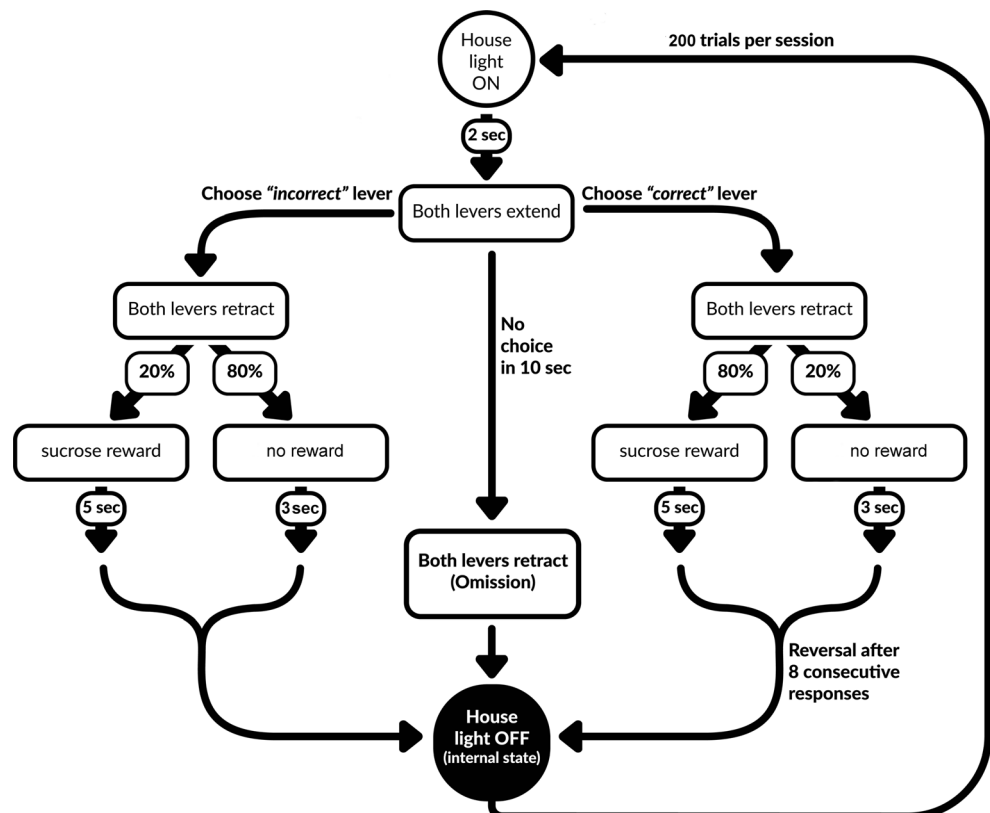 House
light
ON
200 trials per session
2 sec
Choose "incorrect" lever
Both levers extend
Choose "correct" lever
Both levers retract
Both levers retract
No
choice
in 10 sec
20%
80%
80%
20%
sucrose reward
no reward
sucrose reward
no reward
5 sec
3sec
5 sec
3 sec
Both levers retract
(Omission)
Reversal after
8 consecutive
responses
House
light OFF
(internal state)